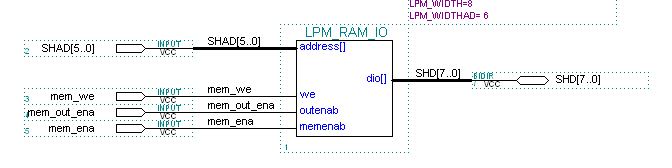 LPM_WIDTH=8
LPM_WIDTHAD= 6
LPM_RAM_IO
SHAD[5..0] INPUT VCC SHAD[5..0] address[]
dio[] SHD[7..0] BIDIR VCC SHD[7..0]
3 mem_we INPUT VCC mem_we we
mem_out_ena INPUT VCC mem_out_ena outenab
5 mem_ena INPUT VCC mem_ena memenab
1